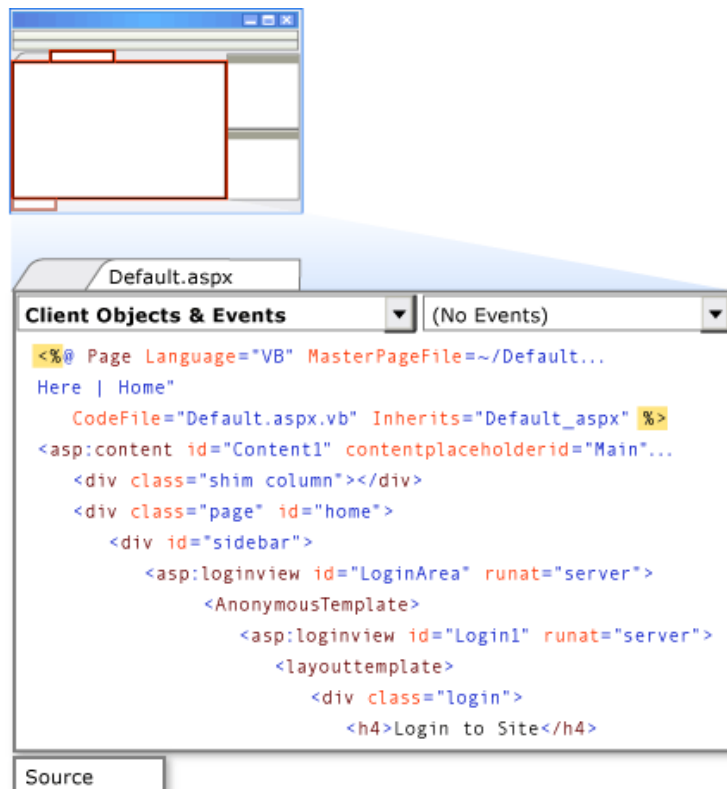 Default.aspx
Client Objects & Events (No Events)
<%@ Page Language="VB" MasterPageFile=~/Default...
Here | Home"
CodeFile="Default.aspx.vb" Inherits="Default_aspx" %>
<asp:content id="Content1" contentplaceholderid="Main"...
<div class="shim column"></div>
<div class="page" id="home">
<div id="sidebar">
<asp:loginview id="LoginArea" runat="server">
<AnonymousTemplate>
<asp:loginview id="Login1" runat="server">
<layouttemplate>
<div class="login">
<h4>Login to Site</h4>
Source